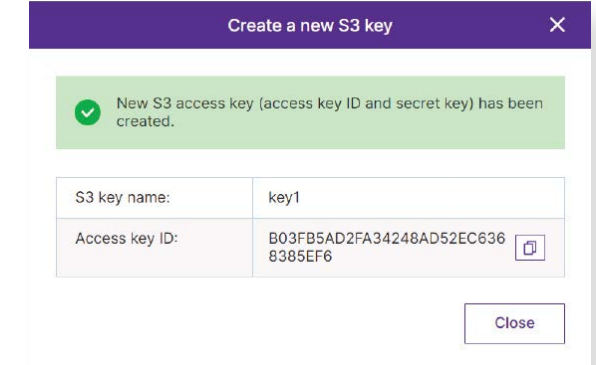 Create a new S3 key
New S3 access key (access key ID and secret key) has been
created.
S3 key name: key1
Access key ID: B03FB5AD2FA34248AD52EC636
8385EF6
Close